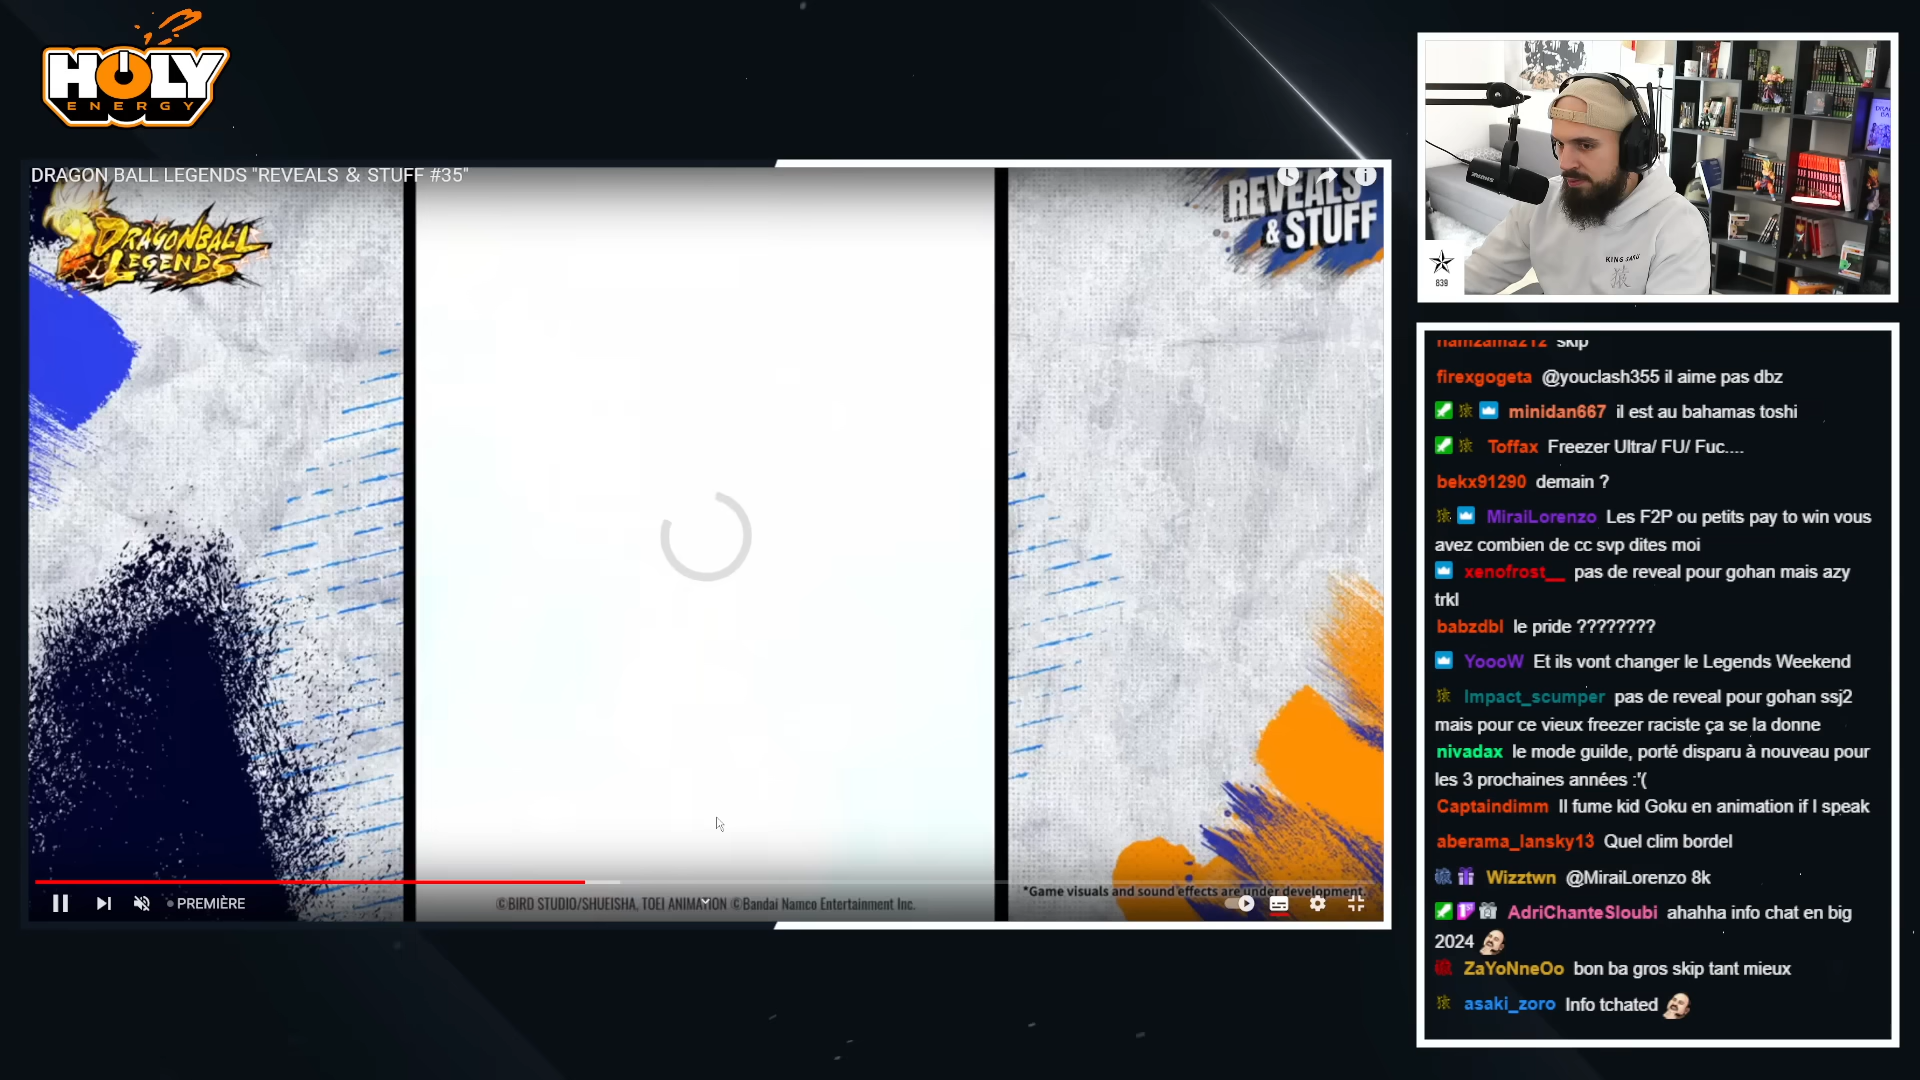 HOLY
ENERGY
DRAGON BALL LEGENDS "REVEALS & STUFF #35"
DRAGONBALL
LEGENDS
REVEALS
& STUFF
*Game visuals and sound effects are under development.
PREMIÈRE
©BIRD STUDIO/SHUEISHA, TOEI ANIMATION ©Bandai Namco Entertainment Inc.
839
hamzama212 skip
firexgogeta @youclash355 il aime pas dbz
minidan667 il est au bahamas toshi
Toffax Freezer Ultra/ FU/ Fuc....
bekx91290 demain ?
MiraiLorenzo Les F2P ou petits pay to win vous
avez combien de cc svp dites moi
xenofrost__ pas de reveal pour gohan mais azy
trkl
babzdbl le pride ????????
YoooW Et ils vont changer le Legends Weekend
Impact_scumper pas de reveal pour gohan ssj2
mais pour ce vieux freezer raciste ça se la donne
nivadax le mode guilde, porté disparu à nouveau pour
les 3 prochaines années :'(
Captaindimm Il fume kid Goku en animation if I speak
aberama_lansky13 Quel clim bordel
Wizztwn @MiraiLorenzo 8k
AdriChanteSloubi ahahha info chat en big
2024
ZaYoNneOo bon ba gros skip tant mieux
asaki_zoro Info tchated